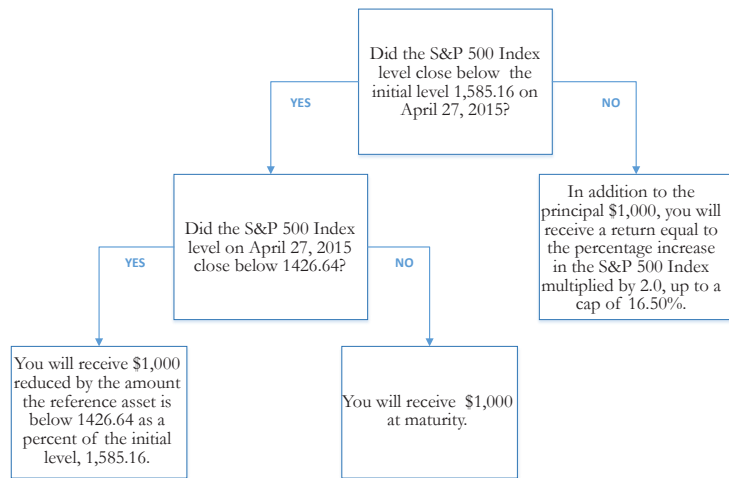 Did the S&P 500 Index
level close below the
initial level 1,585.16 on
April 27, 2015?
YES
NO
Did the S&P 500 Index
level on April 27, 2015
close below 1426.64?
In addition to the
principal $1,000, you will
receive a return equal to
the percentage increase
in the S&P 500 Index
multiplied by 2.0, up to a
cap of 16.50%.
YES
NO
You will receive $1,000
reduced by the amount
the reference asset is
below 1426.64 as a
percent of the initial
level, 1,585.16.
You will receive $1,000
at maturity.